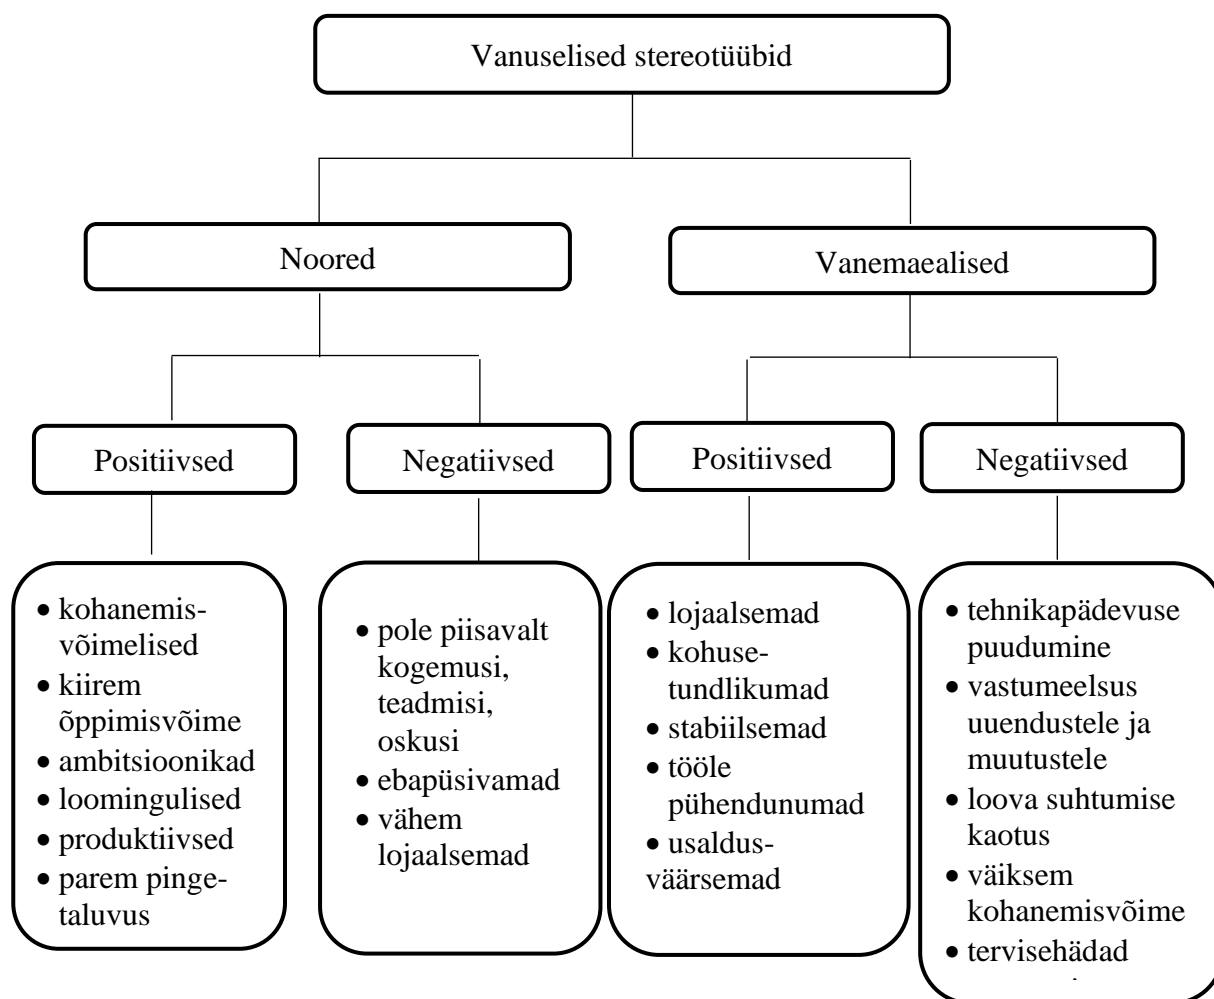 Vanuselised stereotüübid
Noored
Vanemaealised
Positiivsed
Negatiivsed
Positiivsed
Negatiivsed
• kohanemis-
võimelised
• kiirem
õppimisvõime
• ambitsioonikad
• loomingulised
• produktiivsed
• parem pinge-
taluvus
• pole piisavalt
kogemusi,
teadmisi,
oskusi
• ebapüsivamad
• vähem
lojaalsemad
• lojaalsemad
• kohuse-
tundlikumad
• stabiilsemad
• tööle
pühendunumad
• usaldus-
väärsemad
• tehnikapädevuse
puudumine
• vastumeelsus
uuendustele ja
muutustele
• loova suhtumise
kaotus
• väiksem
kohanemisvõime
• tervisehädad